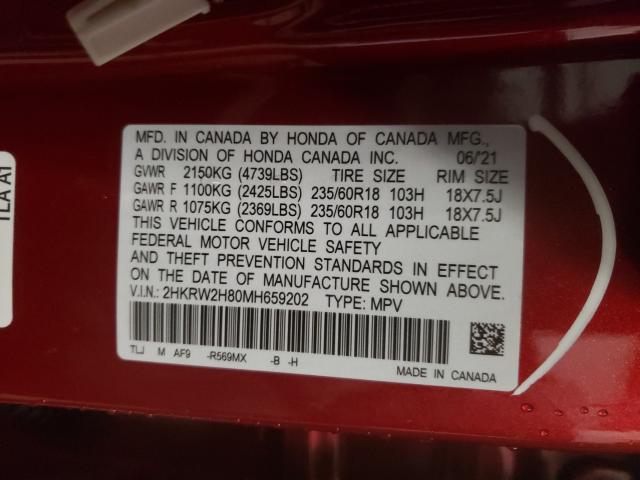 MFD. IN CANADA BY HONDA OF CANADA MFG.,
A DIVISION OF HONDA CANADA INC. 06/'21
GVWR 2150KG (4739LBS) TIRE SIZE RIM SIZE
GAWR F 1100KG (2425LBS) 235/60R18 103H 18X7.5J
GAWR R 1075KG (2369LBS) 235/60R18 103H 18X7.5J
THIS VEHICLE CONFORMS TO ALL APPLICABLE
FEDERAL MOTOR VEHICLE SAFETY
AND THEFT PREVENTION STANDARDS IN EFFECT
ON THE DATE OF MANUFACTURE SHOWN ABOVE.
V.I.N.: 2HKRW2H80MH659202 TYPE: MPV
TLJ M AF9 -R569MX -B -H
MADE IN CANADA
TLA A1